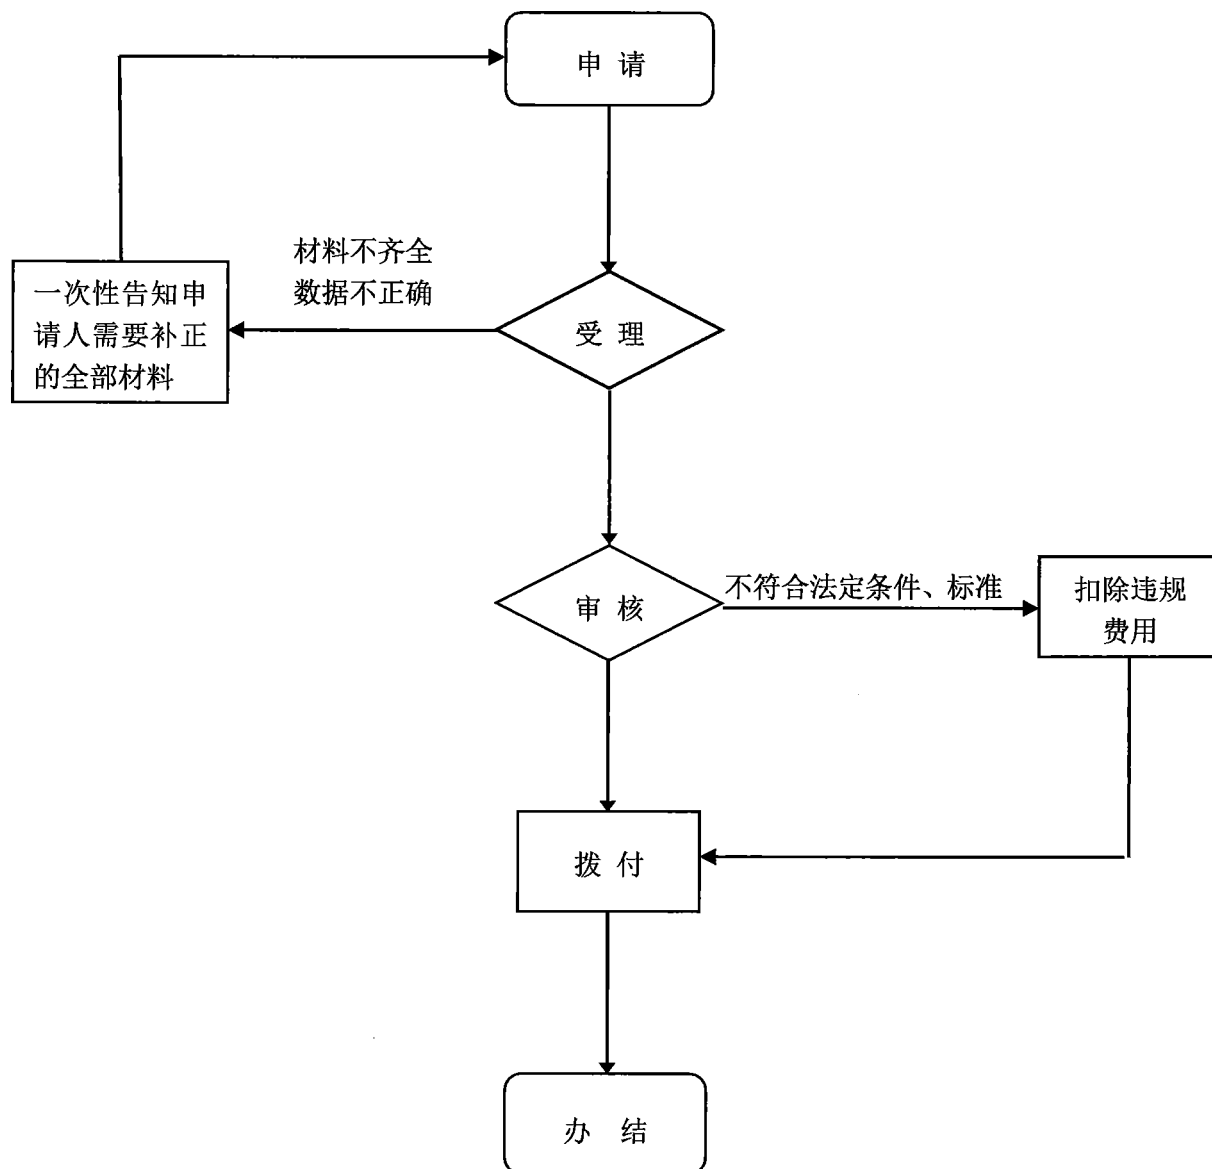 申 请
材料不齐全
数据不正确
一次性告知申
请人需要补正
的全部材料
受 理
不符合法定条件、标准
审 核
扣除违规
费用
拨 付
办 结